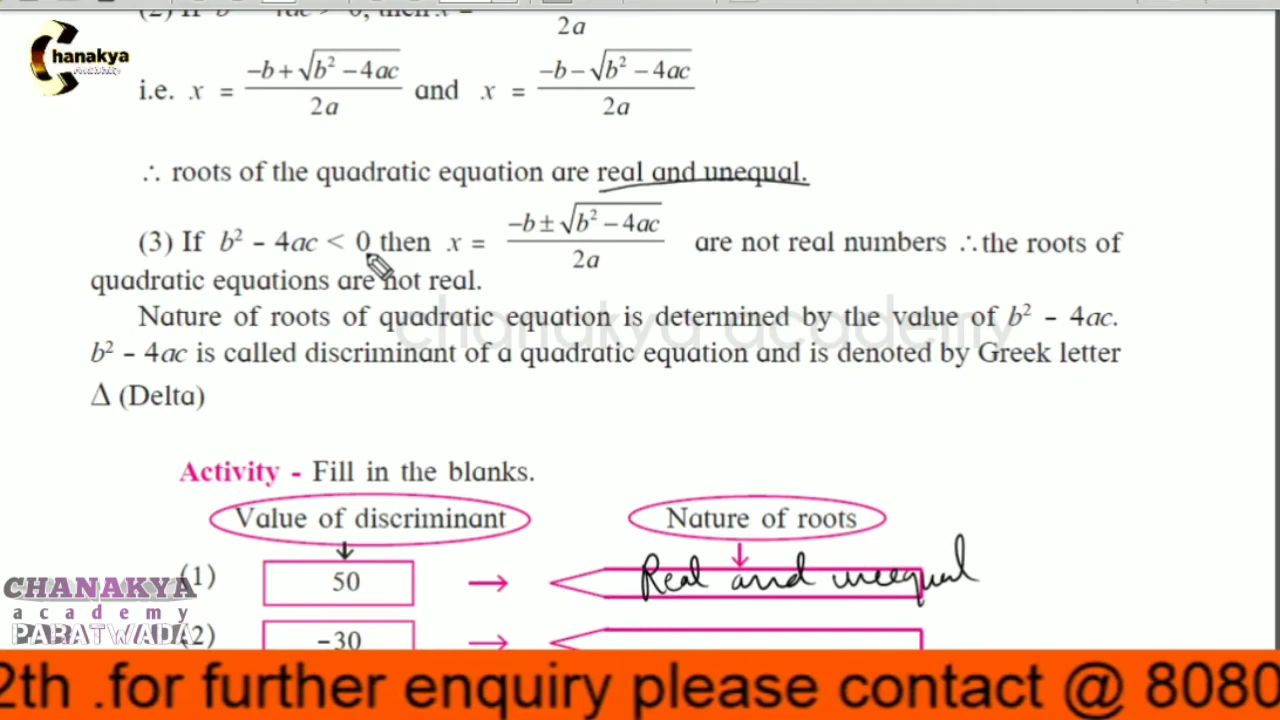 2a
Chanakya
i.e. x = −b + √b² − 4ac / 2a and x = −b − √b² − 4ac / 2a
∴ roots of the quadratic equation are real and unequal.
(3) If b² − 4ac < 0 then x = −b ± √b² − 4ac / 2a are not real numbers ∴ the roots of
quadratic equations are not real.
chanakya academy
Nature of roots of quadratic equation is determined by the value of b² − 4ac.
b² − 4ac is called discriminant of a quadratic equation and is denoted by Greek letter
Δ (Delta)
Activity - Fill in the blanks.
Value of discriminant Nature of roots
(1) 50 → Real and unequal
(2) −30 →
CHANAKYA
academy
PARATWADA
2th .for further enquiry please contact @ 8080